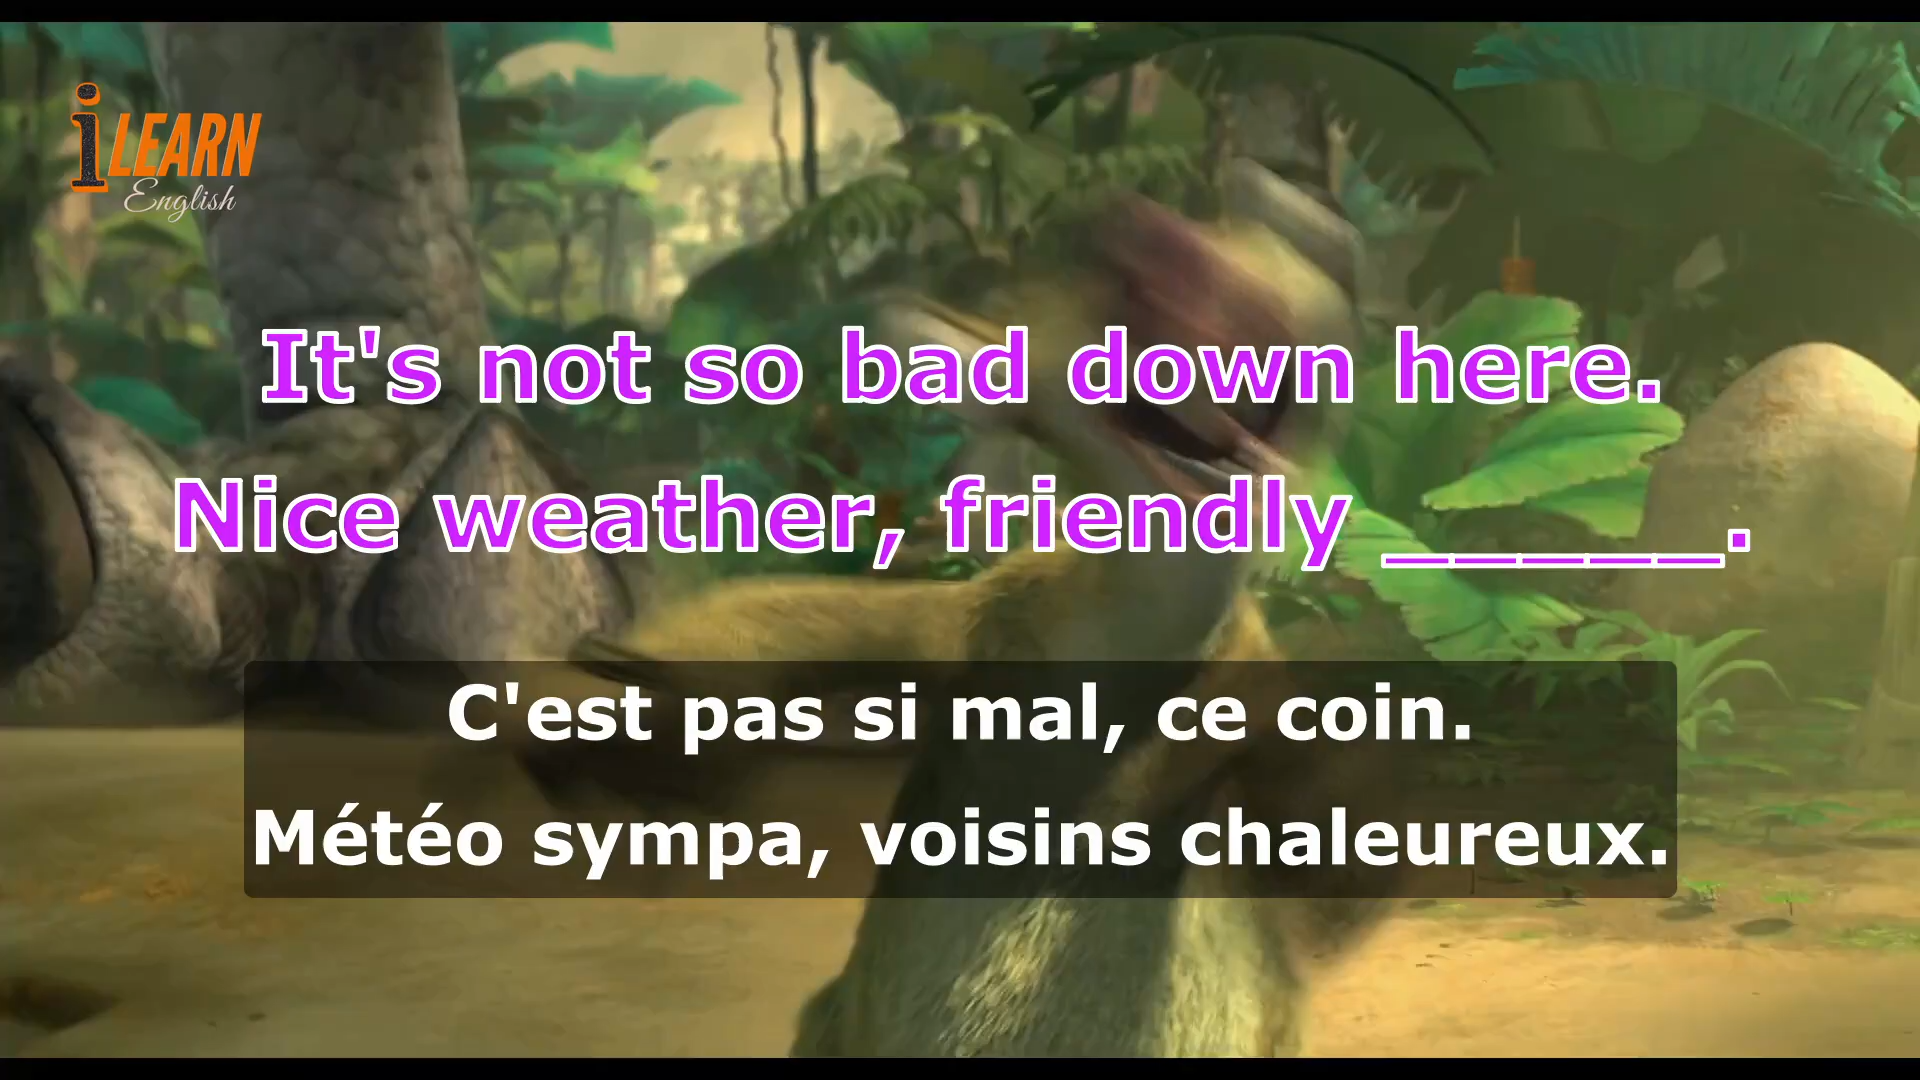 iLEARN
English
It's not so bad down here.
Nice weather, friendly _____.
C'est pas si mal, ce coin.
Météo sympa, voisins chaleureux.